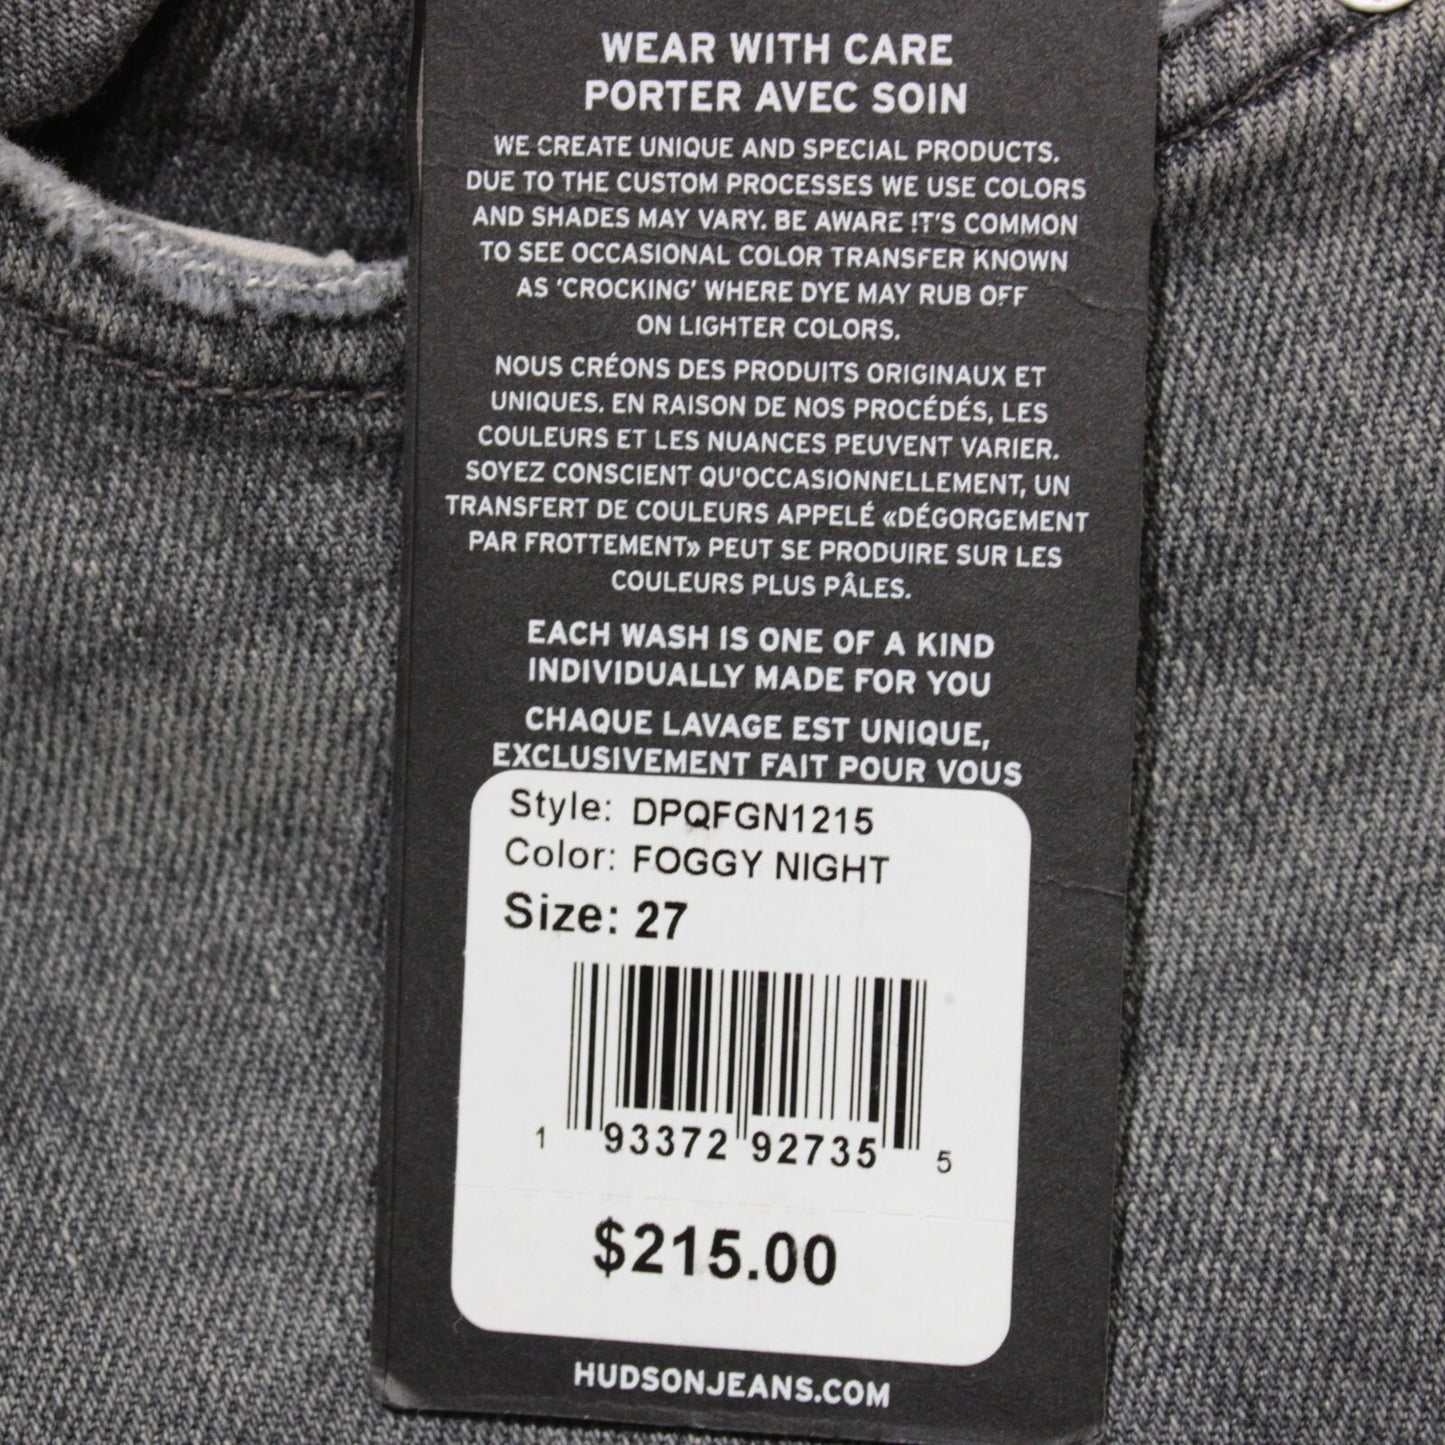 WEAR WITH CARE
PORTER AVEC SOIN
WE CREATE UNIQUE AND SPECIAL PRODUCTS.
DUE TO THE CUSTOM PROCESSES WE USE COLORS
AND SHADES MAY VARY. BE AWARE IT'S COMMON
TO SEE OCCASIONAL COLOR TRANSFER KNOWN
AS 'CROCKING' WHERE DYE MAY RUB OFF
ON LIGHTER COLORS.
NOUS CRÉONS DES PRODUITS ORIGINAUX ET
UNIQUES. EN RAISON DE NOS PROCÉDÉS, LES
COULEURS ET LES NUANCES PEUVENT VARIER.
SOYEZ CONSCIENT QU'OCCASIONNELLEMENT, UN
TRANSFERT DE COULEURS APPELÉ «DÉGORGEMENT
PAR FROTTEMENT» PEUT SE PRODUIRE SUR LES
COULEURS PLUS PÂLES.
EACH WASH IS ONE OF A KIND
INDIVIDUALLY MADE FOR YOU
CHAQUE LAVAGE EST UNIQUE,
EXCLUSIVEMENT FAIT POUR VOUS
Style: DPQFGN1215
Color: FOGGY NIGHT
Size: 27
1 93372 92735 5
$215.00
HUDSONJEANS.COM